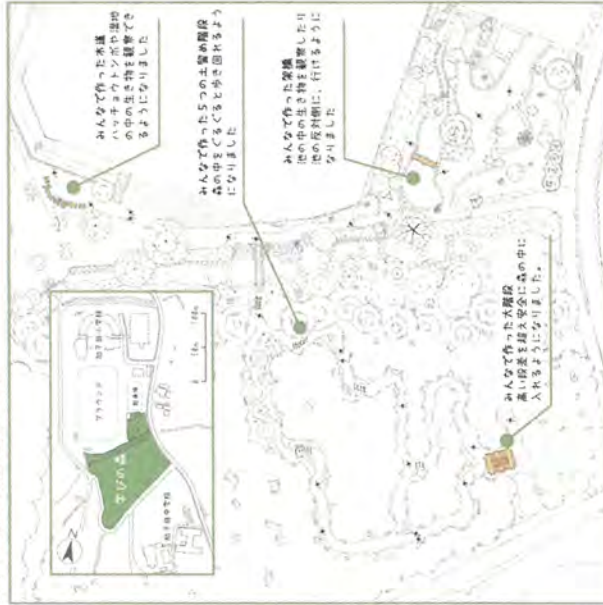 みんなで作った木道
ハッチョウトンボや湿地
の中の生き物を観察でき
るようになりました
みんなで作った5つの土留め階段
森の中をぐるぐると歩き回れるよう
になりました
みんなで作った架橋
池の中の生き物を観察したり
池の反対側に、行けるように
なりました
みんなで作った大階段
高い段差を超え安全に森の中に
入れるようになりました。
グラウンド
学びの森